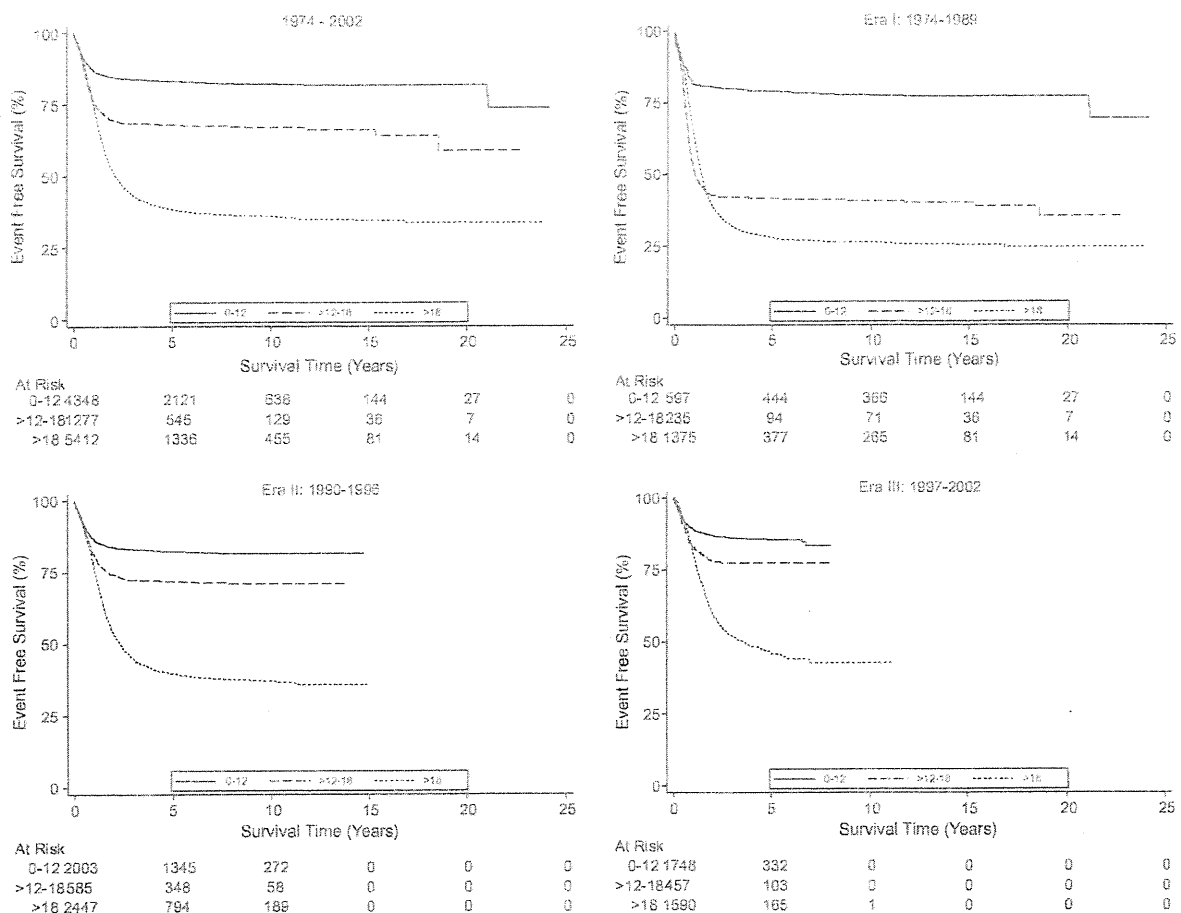 1974 - 2002
Event Free Survival (%)
100
75
50
25
0
0-12 >12-18 >18
0 5 10 15 20 25
Survival Time (Years)
At Risk
0-12 4348 2121 636 144 27 0
>12-18 1277 545 129 36 7 0
>18 5412 1336 455 81 14 0
Era I: 1974-1989
Event Free Survival (%)
100
75
50
25
0
0-12 >12-18 >18
0 5 10 15 20 25
Survival Time (Years)
At Risk
0-12 597 444 366 144 27 0
>12-18 235 94 71 36 7 0
>18 1375 377 265 81 14 0
Era II: 1990-1996
Event Free Survival (%)
100
75
50
25
0
0-12 >12-18 >18
0 5 10 15 20 25
Survival Time (Years)
At Risk
0-12 2003 1345 272 0 0 0
>12-18 585 348 58 0 0 0
>18 2447 794 189 0 0 0
Era III: 1997-2002
Event Free Survival (%)
100
75
50
25
0
0-12 >12-18 >18
0 5 10 15 20 25
Survival Time (Years)
At Risk
0-12 1748 332 0 0 0 0
>12-18 457 103 0 0 0 0
>18 1590 165 1 0 0 0